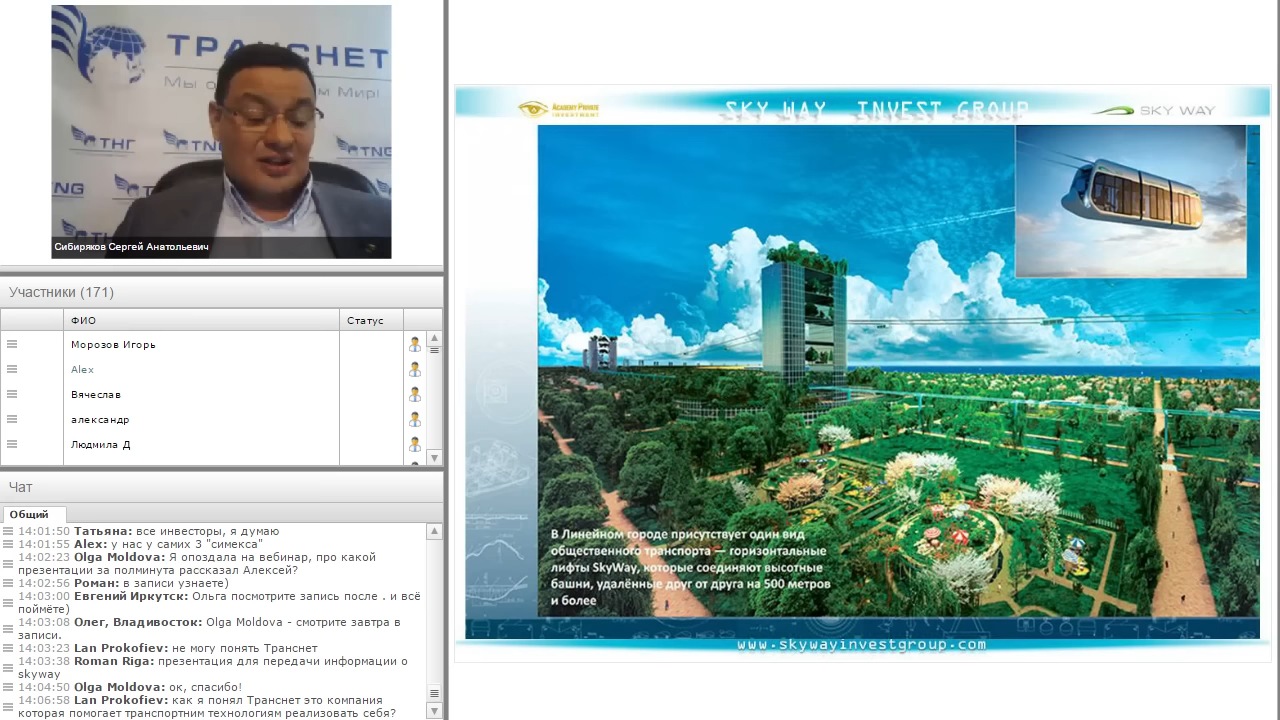 ТРАНСНЕТ
ТНГ
TNG
TNG
TNG
Сибиряков Сергей Анатольевич
Участники (171)
ФИО
Статус
Морозов Игорь
Alex
Вячеслав
александр
Людмила Д
Чат
Общий
14:01:50 Татьяна: все инвесторы, я думаю
14:01:55 Alex: у нас у самих 3 "симекса"
14:02:23 Olga Moldova: Я опоздала на вебинар, про какой
презентации за полминута рассказал Алексей?
14:02:56 Роман: в записи узнаете)
14:03:00 Евгений Иркутск: Ольга посмотрите запись после . и всё
поймёте)
14:03:08 Олег, Владивосток: Olga Moldova - смотрите завтра в
записи.
14:03:23 Lan Prokofiev: не могу понять Транснет
14:03:38 Roman Riga: презентация для передачи информации о
skyway
14:04:50 Olga Moldova: ок, спасибо!
14:06:58 Lan Prokofiev: как я понял Транснет это компания
которая помогает транспортным технологиям реализовать себя?
ACADEMY PRIVATE
INVESTMENT
SKY WAY INVEST GROUP
SKY WAY
В Линейном городе присутствует один вид
общественного транспорта — горизонтальные
лифты SkyWay, которые соединяют высотные
башни, удалённые друг от друга на 500 метров
и более
www.skywayinvestgroup.com